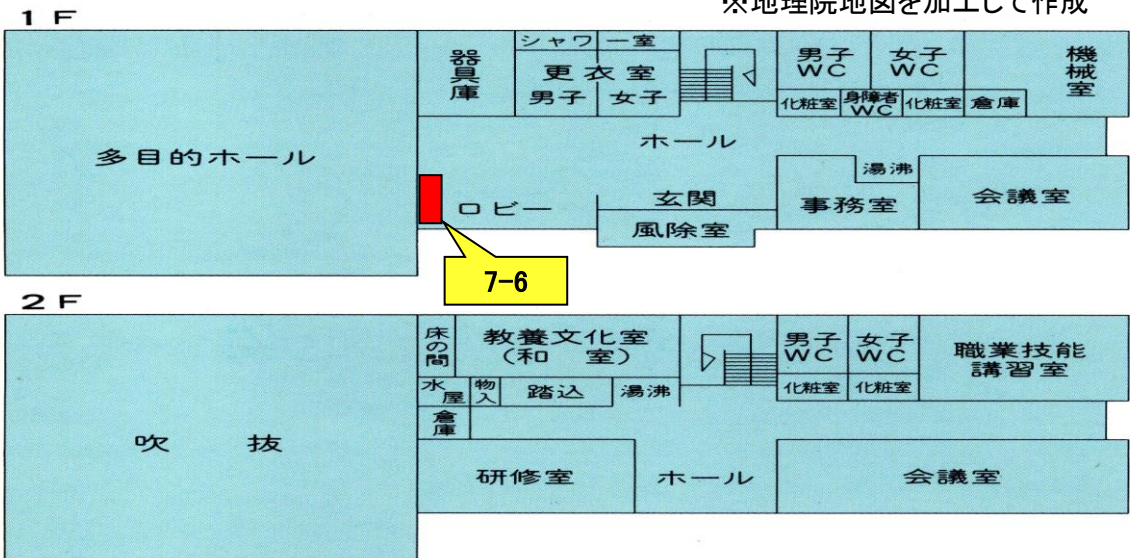 ※地理院地図を加工して作成
1F
シャワー室
器具庫
更衣室
男子
女子
男子WC
女子WC
機械室
化粧室
身障者WC
化粧室
倉庫
多目的ホール
ホール
湯沸
ロビー
玄関
事務室
会議室
風除室
7-6
2F
床の間
教養文化室
(和 室)
男子WC
女子WC
職業技能
講習室
水屋
物入
踏込
湯沸
化粧室
化粧室
倉庫
吹 抜
研修室
ホール
会議室